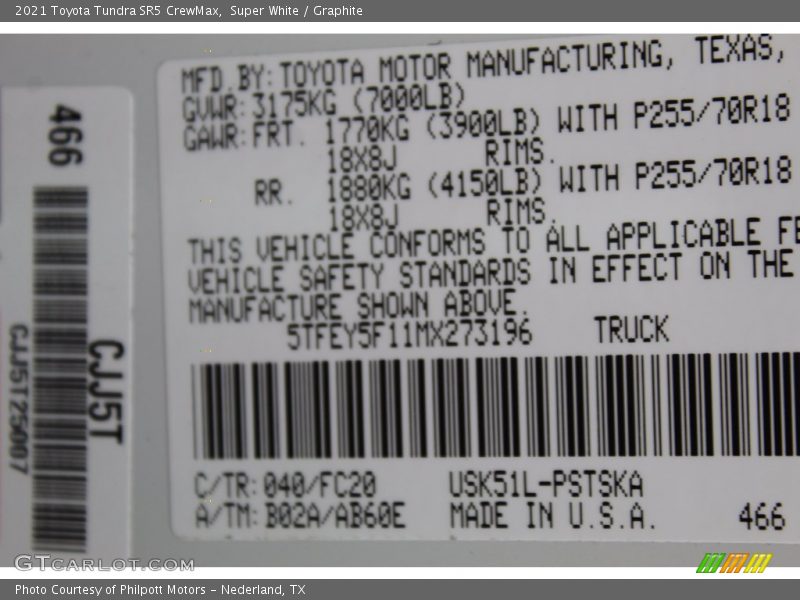 2021 Toyota Tundra SR5 CrewMax, Super White / Graphite
MFD.BY:TOYOTA MOTOR MANUFACTURING, TEXAS,
GVWR:3175KG (7000LB)
GAWR:FRT. 1770KG (3900LB) WITH P255/70R18
18X8J RIMS.
RR. 1880KG (4150LB) WITH P255/70R18
18X8J RIMS.
THIS VEHICLE CONFORMS TO ALL APPLICABLE FE
VEHICLE SAFETY STANDARDS IN EFFECT ON THE
MANUFACTURE SHOWN ABOVE.
5TFEY5F11MX273196 TRUCK
C/TR:040/FC20 USK51L-PSTSKA
A/TM:B02A/AB60E MADE IN U.S.A. 466
466
CJJ5T
CJJ5T25007
GTCARLOT.COM
Photo Courtesy of Philpott Motors - Nederland, TX